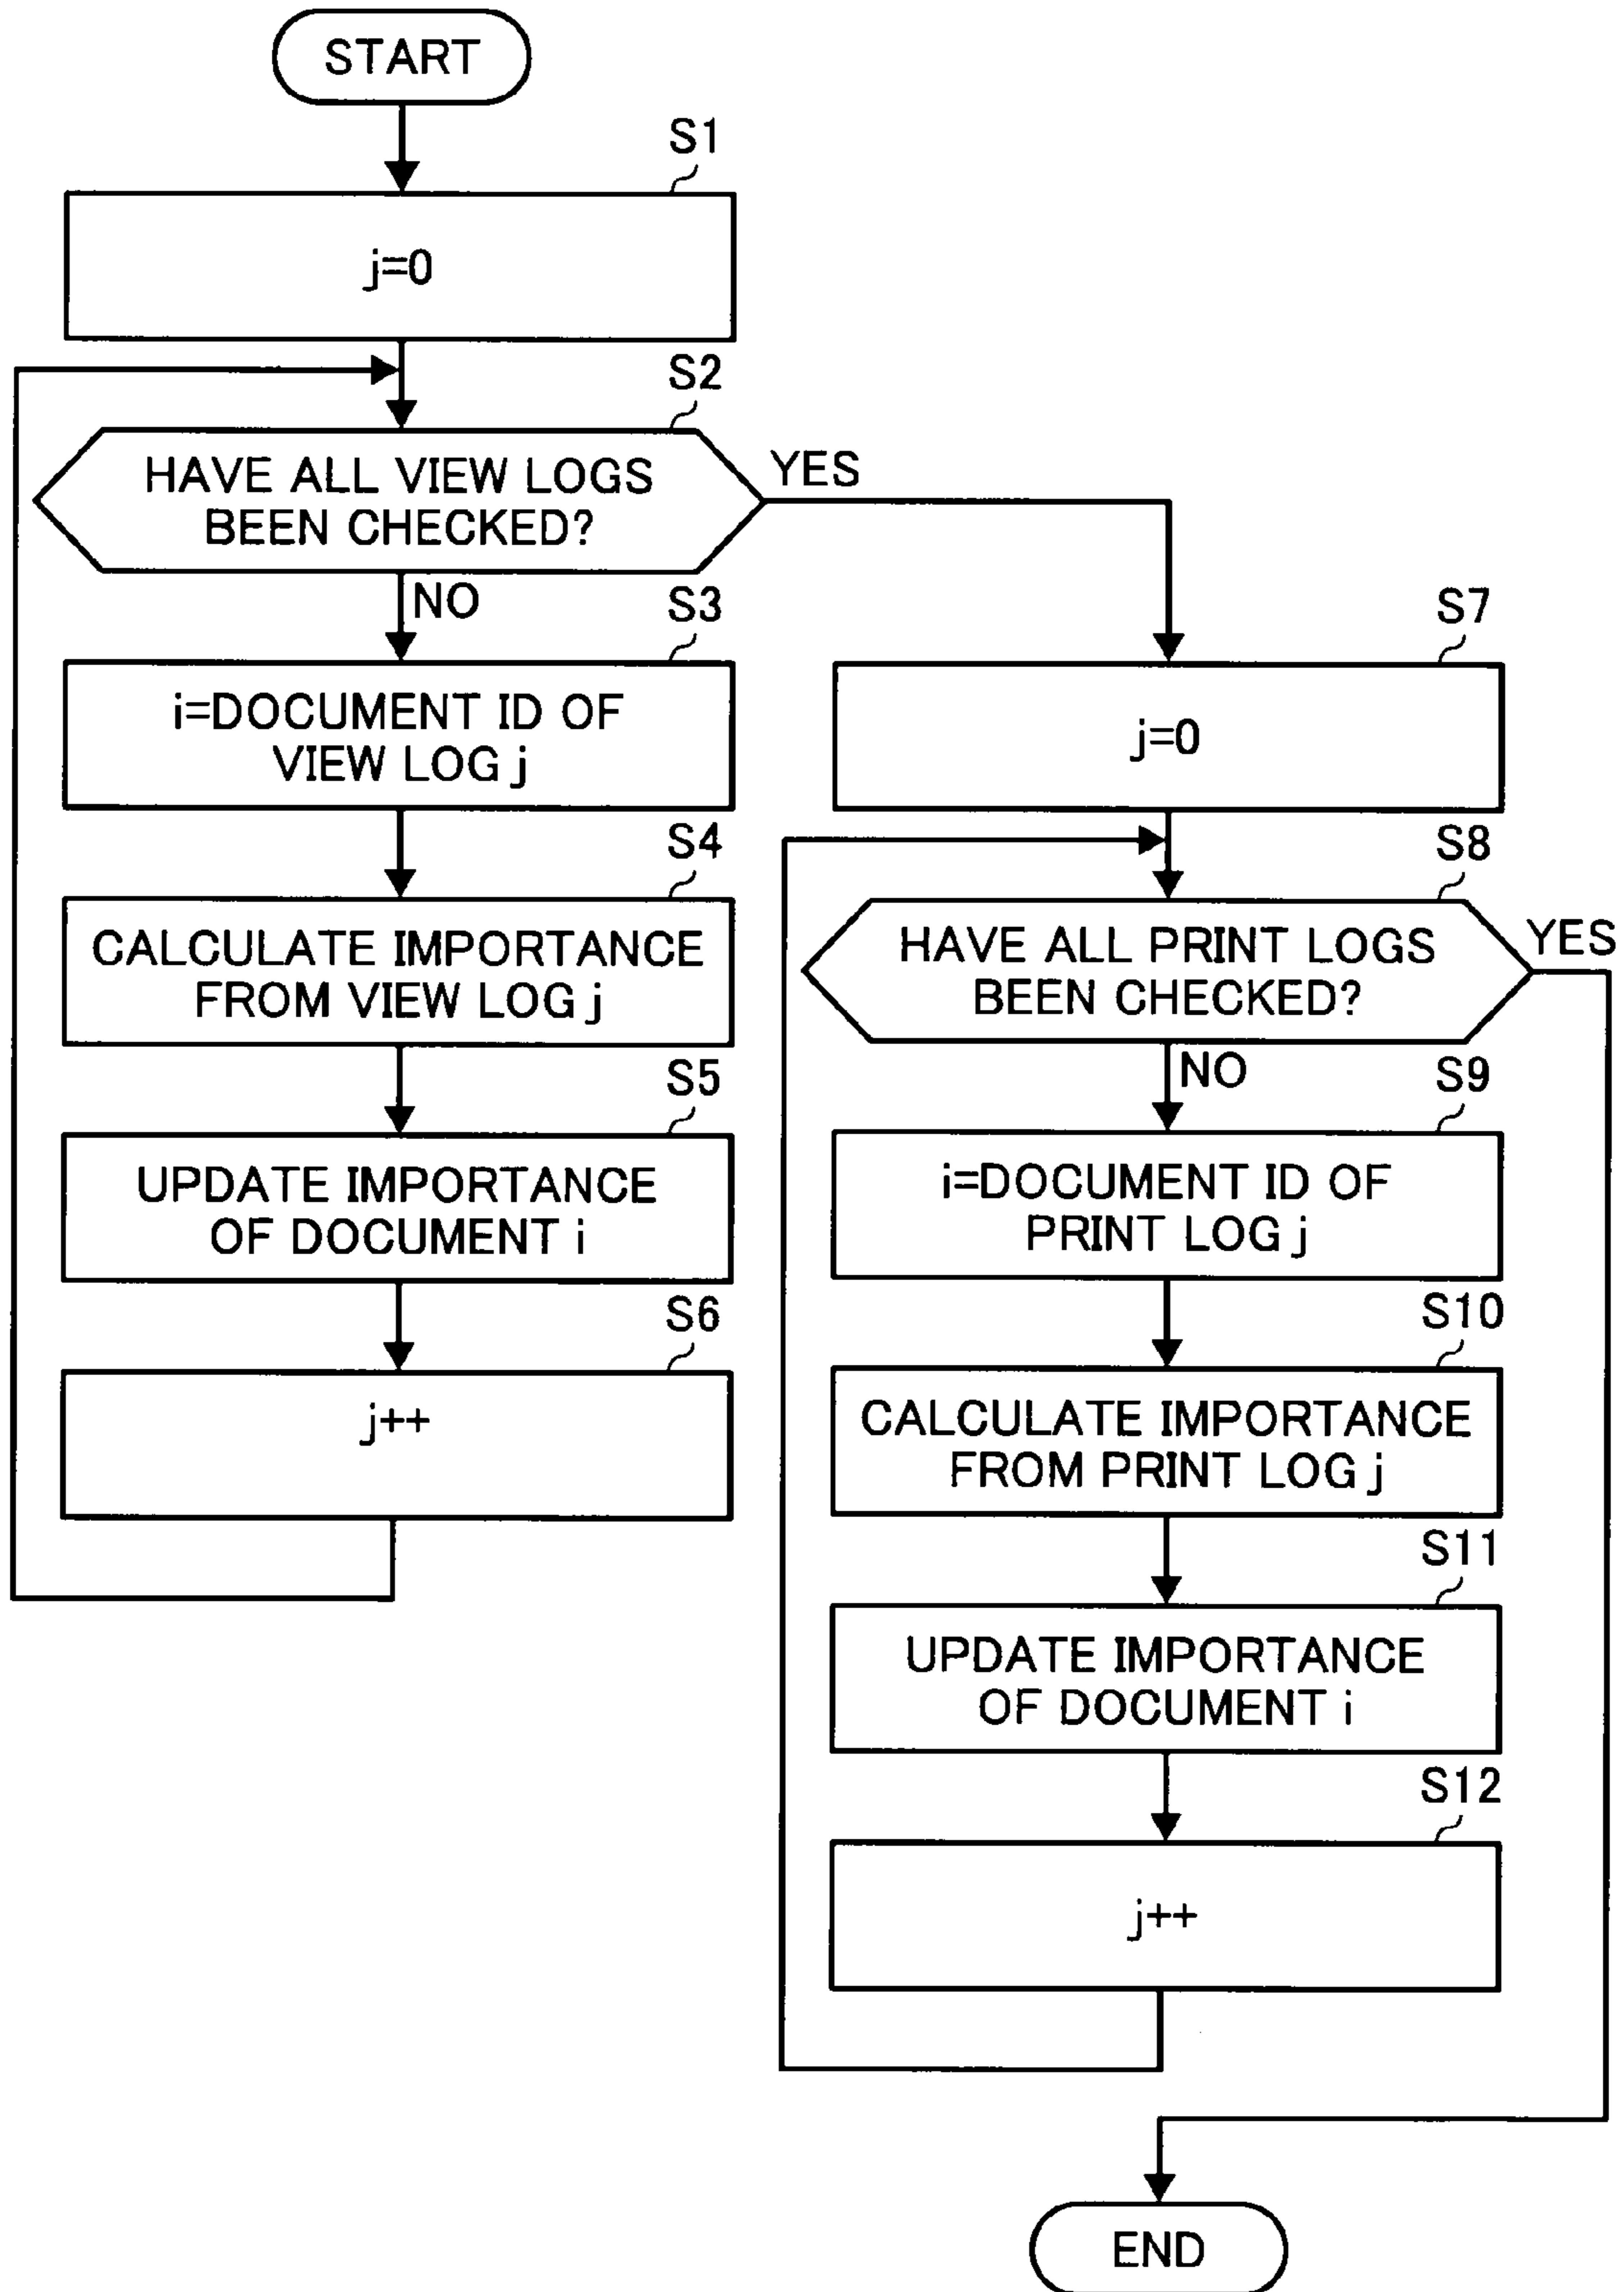 START
S1
j=0
S2
HAVE ALL VIEW LOGS
BEEN CHECKED?
YES
NO
S3
i=DOCUMENT ID OF
VIEW LOG j
S4
CALCULATE IMPORTANCE
FROM VIEW LOG j
S5
UPDATE IMPORTANCE
OF DOCUMENT i
S6
j++
S7
j=0
S8
HAVE ALL PRINT LOGS
BEEN CHECKED?
YES
NO
S9
i=DOCUMENT ID OF
PRINT LOG j
S10
CALCULATE IMPORTANCE
FROM PRINT LOG j
S11
UPDATE IMPORTANCE
OF DOCUMENT i
S12
j++
END